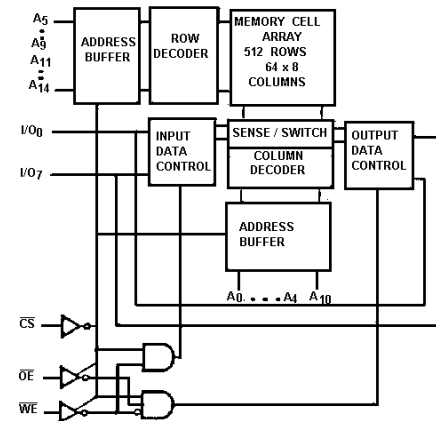 A5
A9
A11
A14
ADDRESS
BUFFER
ROW
DECODER
MEMORY CELL
ARRAY
512 ROWS
64 x 8
COLUMNS
I/O0
I/O7
INPUT
DATA
CONTROL
SENSE / SWITCH
COLUMN
DECODER
OUTPUT
DATA
CONTROL
ADDRESS
BUFFER
A0 A4 A10
CS
OE
WE